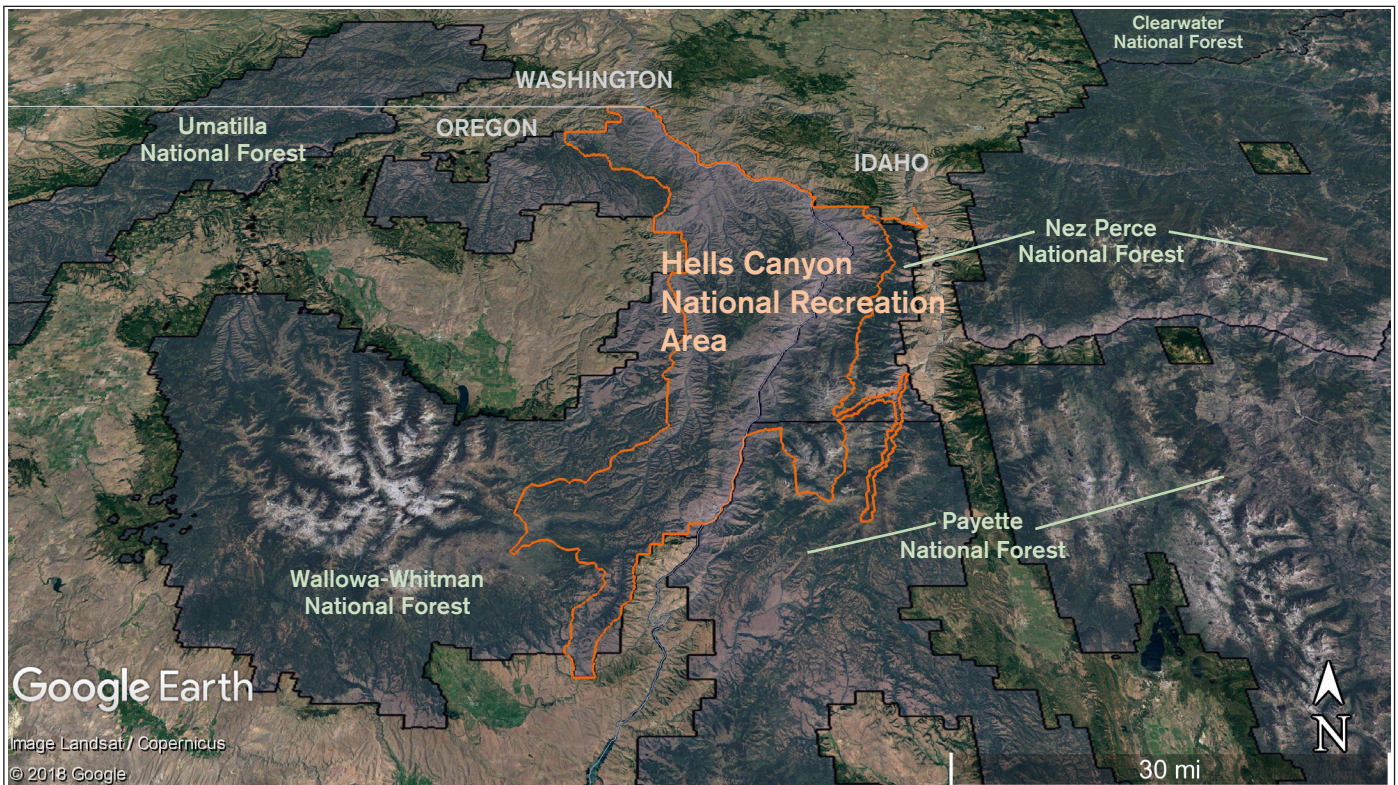 Clearwater
National Forest
WASHINGTON
Umatilla
National Forest
OREGON
IDAHO
Nez Perce
National Forest
Hells Canyon
National Recreation
Area
Payette
National Forest
Wallowa-Whitman
National Forest
Google Earth
Image Landsat / Copernicus
© 2018 Google
N
30 mi